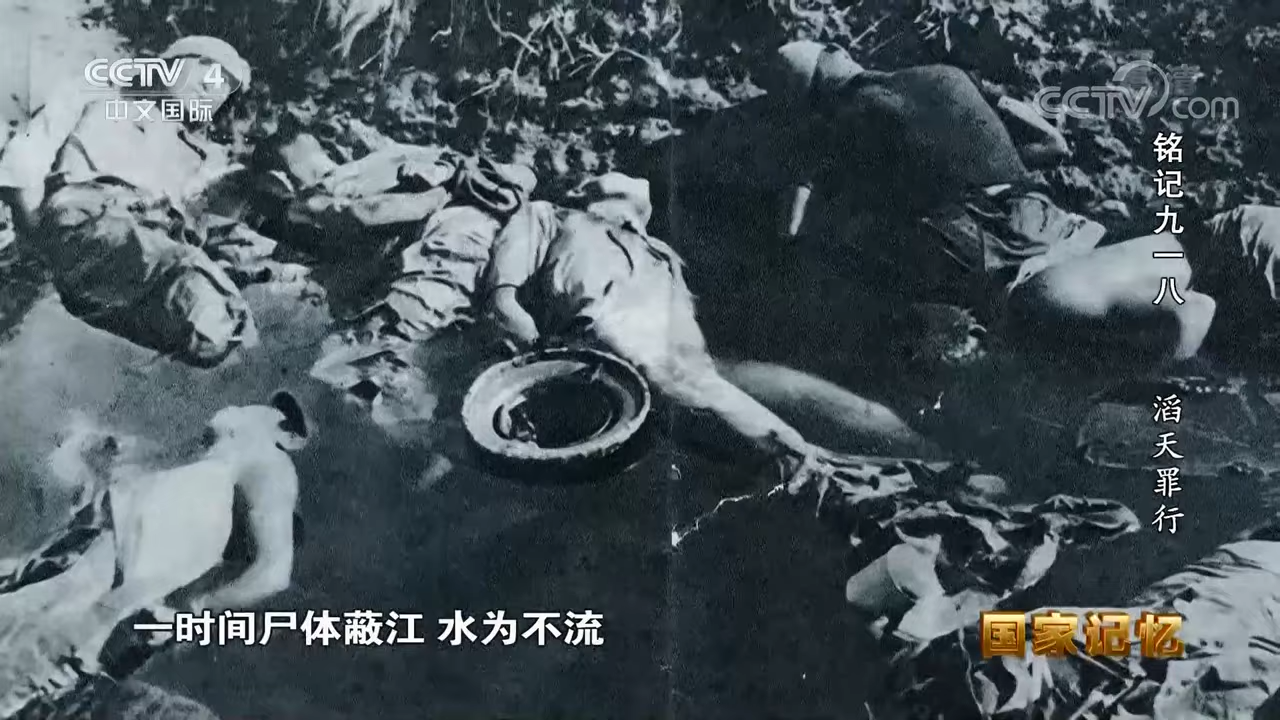 CCTV 4
中文国际
CCTV.com
铭记九一八
滔天罪行
一时间尸体蔽江 水为不流
国家记忆